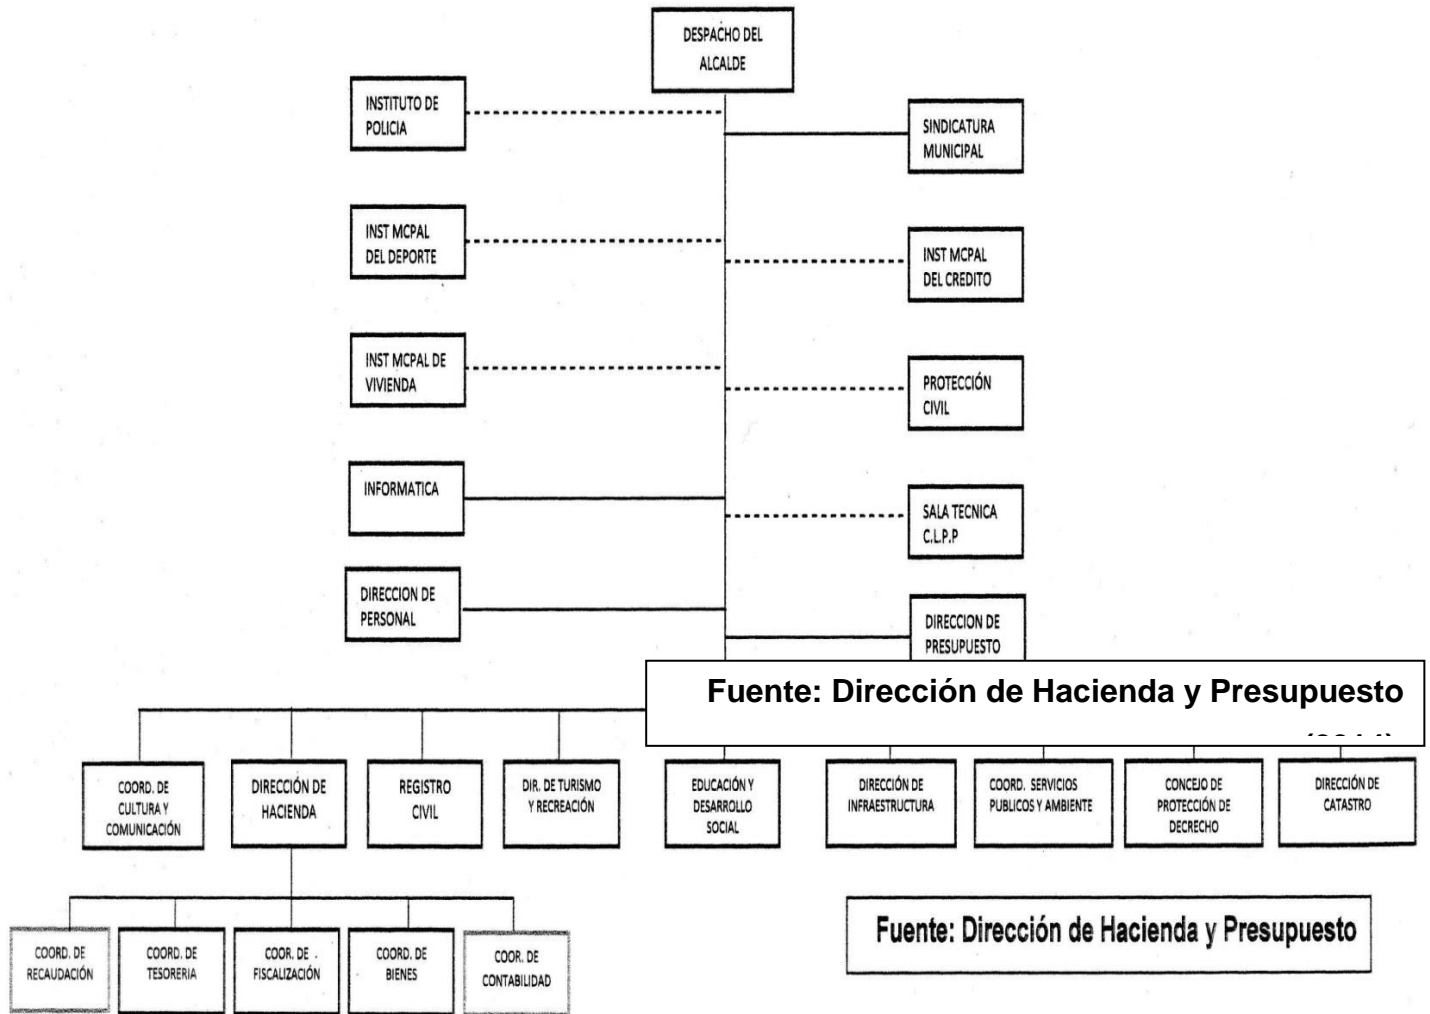 DESPACHO DEL
ALCALDE
INSTITUTO DE
POLICIA
SINDICATURA
MUNICIPAL
INST MCPAL
DEL DEPORTE
INST MCPAL
DEL CREDITO
INST MCPAL DE
VIVIENDA
PROTECCIÓN
CIVIL
INFORMATICA
SALA TECNICA
C.L.P.P
DIRECCION DE
PERSONAL
DIRECCION DE
PRESUPUESTO
Fuente: Dirección de Hacienda y Presupuesto
COORD. DE
CULTURA Y
COMUNICACIÓN
DIRECCIÓN DE
HACIENDA
REGISTRO
CIVIL
DIR. DE TURISMO
Y RECREACIÓN
EDUCACIÓN Y
DESARROLLO
SOCIAL
DIRECCIÓN DE
INFRAESTRUCTURA
COORD. SERVICIOS
PUBLICOS Y AMBIENTE
CONCEJO DE
PROTECCIÓN DE
DECRECHO
DIRECCIÓN DE
CATASTRO
COORD. DE
RECAUDACIÓN
COORD. DE
TESORERIA
COOR. DE
FISCALIZACIÓN
COORD. DE
BIENES
COOR. DE
CONTABILIDAD
Fuente: Dirección de Hacienda y Presupuesto